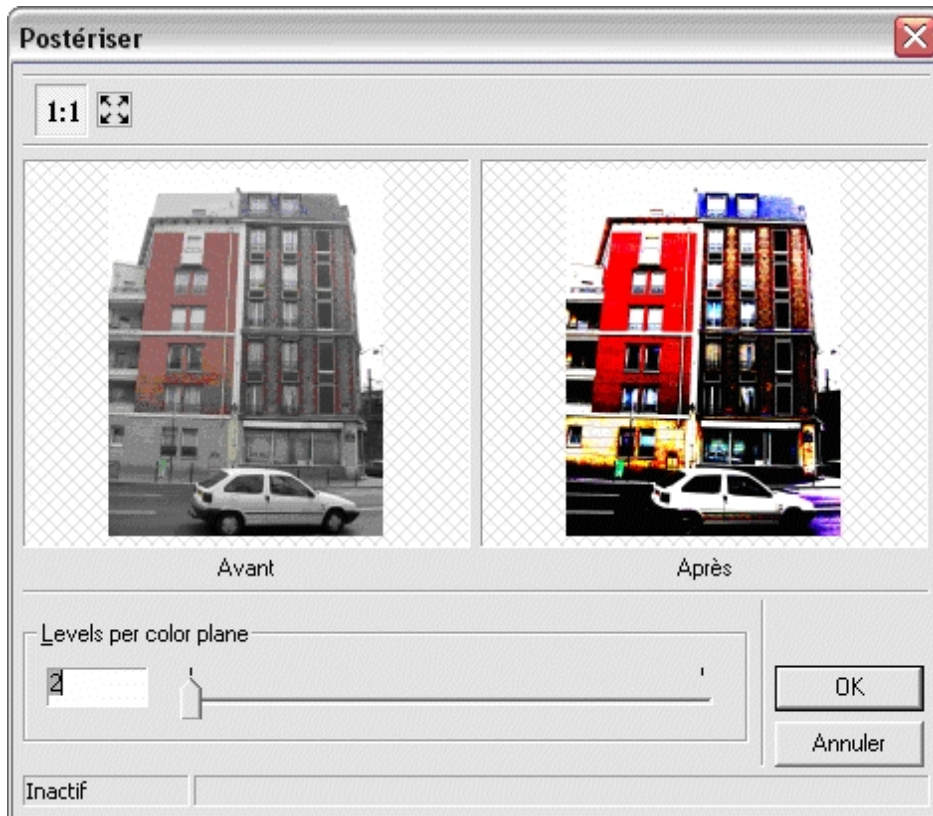 Postériser
1:1
Avant
Après
Levels per color plane
2
OK
Annuler
Inactif